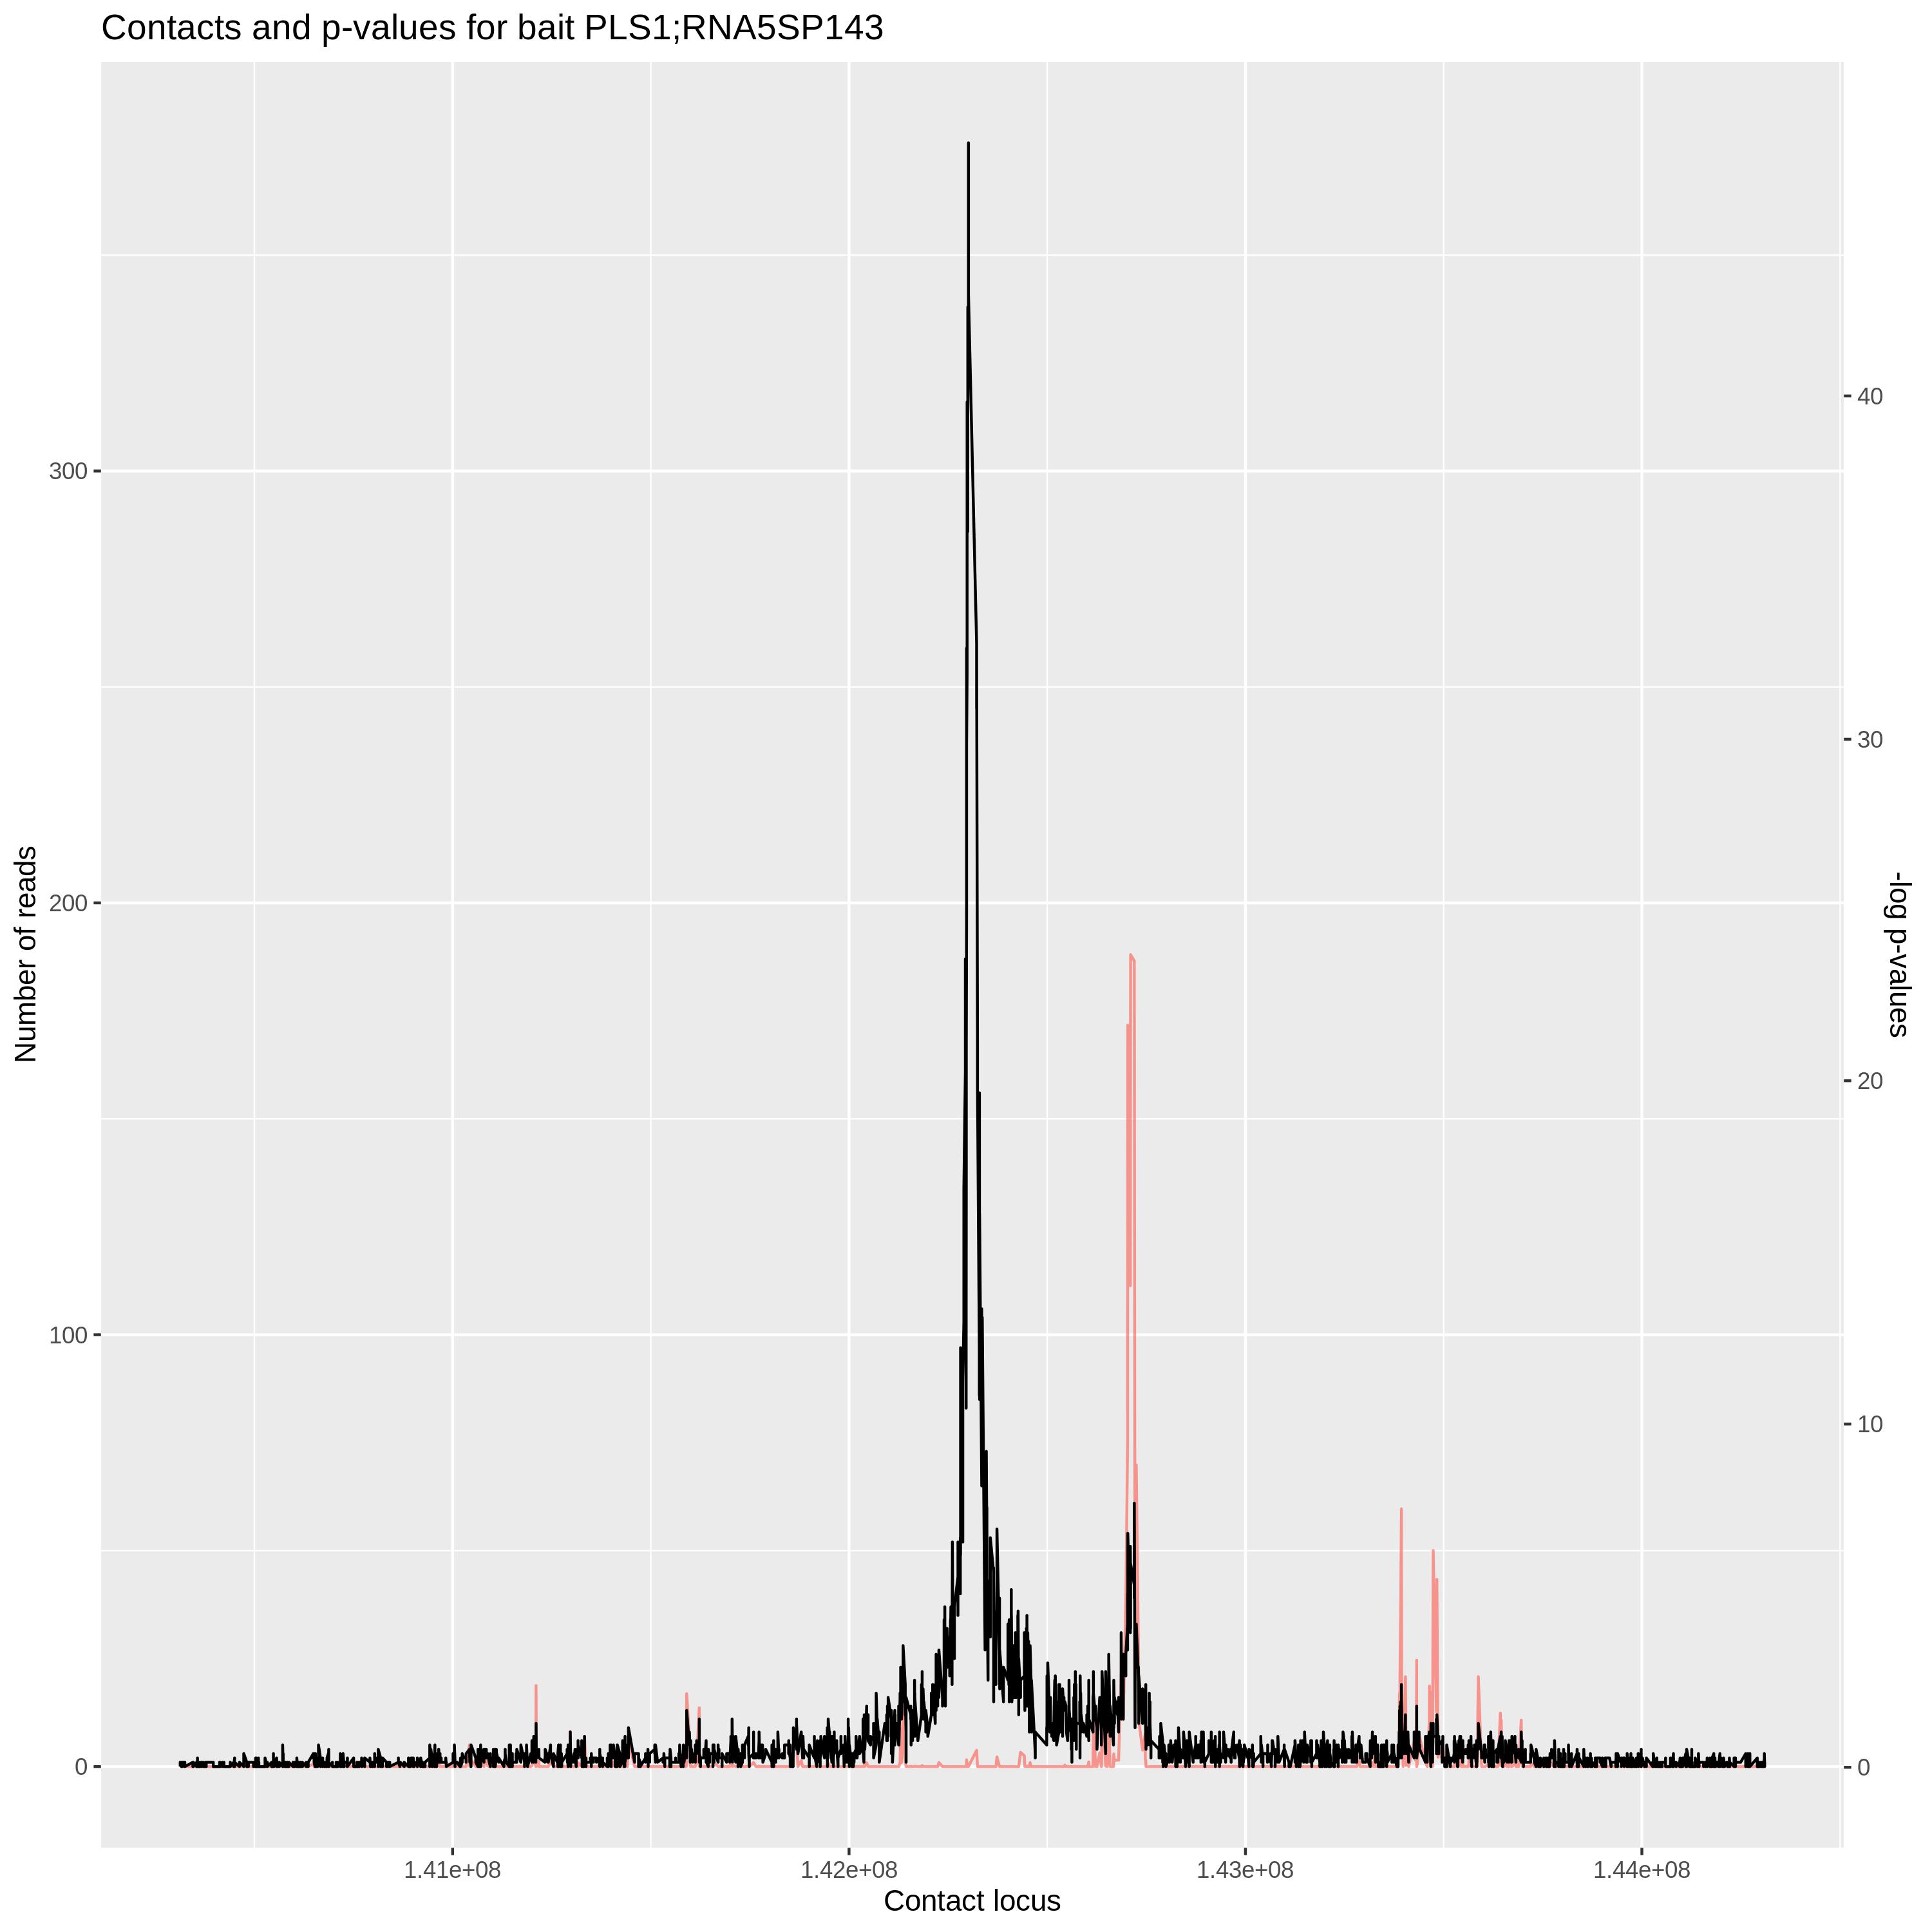 Contacts and p-values for bait PLS1;RNA5SP143
Number of reads
300
200
100
0
40
30
20
10
0
-log p-values
1.41e+08
1.42e+08
1.43e+08
1.44e+08
Contact locus